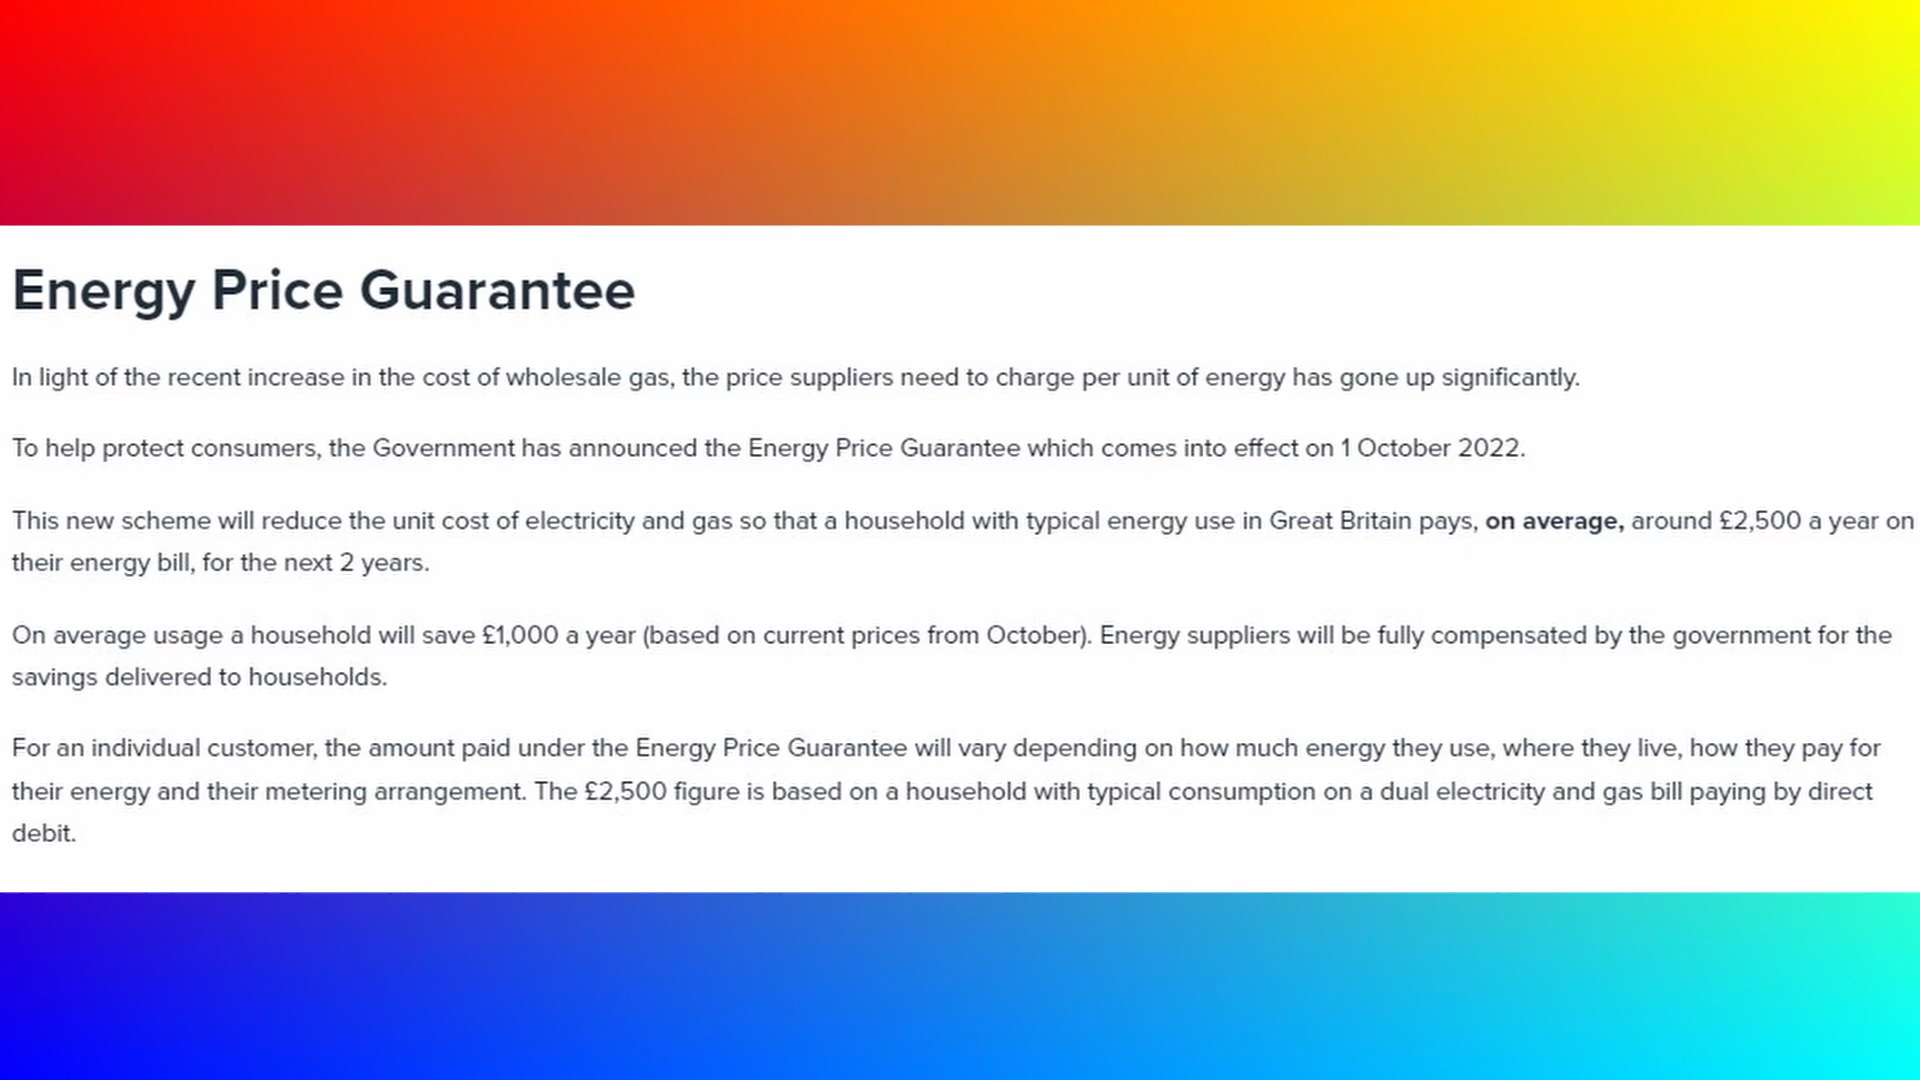 Energy Price Guarantee
In light of the recent increase in the cost of wholesale gas, the price suppliers need to charge per unit of energy has gone up significantly.
To help protect consumers, the Government has announced the Energy Price Guarantee which comes into effect on 1 October 2022.
This new scheme will reduce the unit cost of electricity and gas so that a household with typical energy use in Great Britain pays, on average, around £2,500 a year on
their energy bill, for the next 2 years.
On average usage a household will save £1,000 a year (based on current prices from October). Energy suppliers will be fully compensated by the government for the
savings delivered to households.
For an individual customer, the amount paid under the Energy Price Guarantee will vary depending on how much energy they use, where they live, how they pay for
their energy and their metering arrangement. The £2,500 figure is based on a household with typical consumption on a dual electricity and gas bill paying by direct
debit.